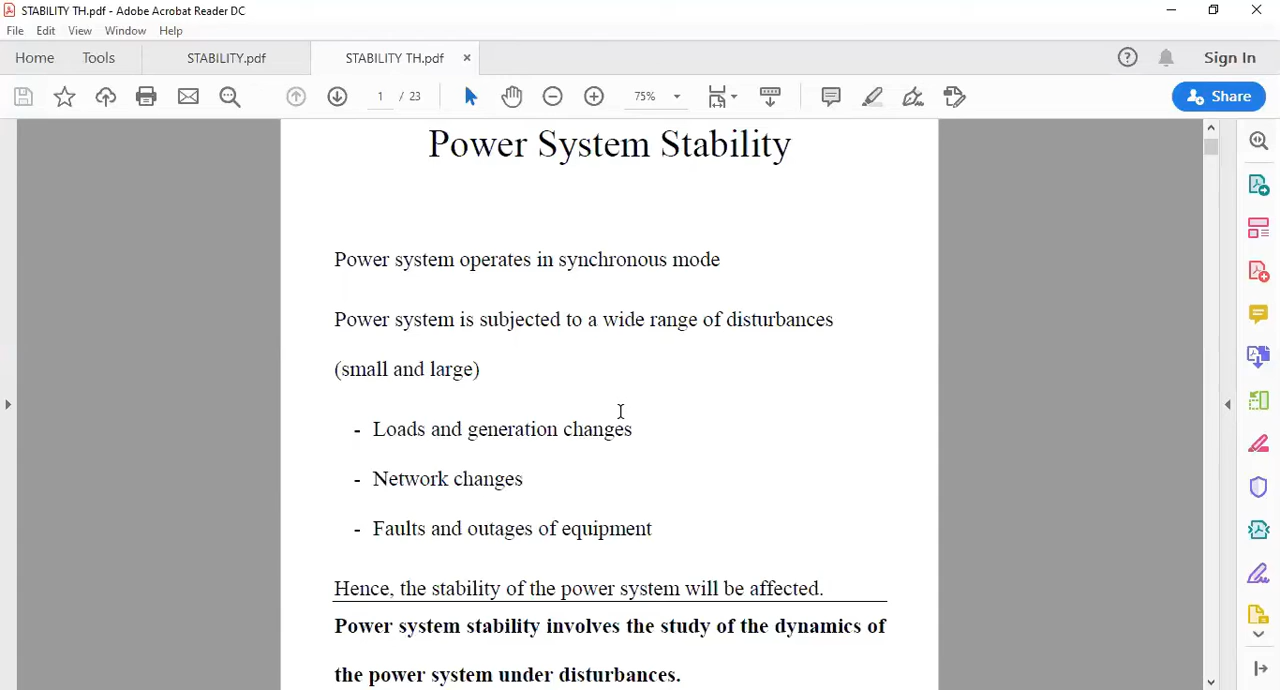 STABILITY TH.pdf - Adobe Acrobat Reader DC
File Edit View Window Help
Home Tools STABILITY.pdf STABILITY TH.pdf × Sign In
1 / 23 75% Share
Power System Stability
Power system operates in synchronous mode
Power system is subjected to a wide range of disturbances
(small and large)
- Loads and generation changes
- Network changes
- Faults and outages of equipment
Hence, the stability of the power system will be affected.
Power system stability involves the study of the dynamics of
the power system under disturbances.